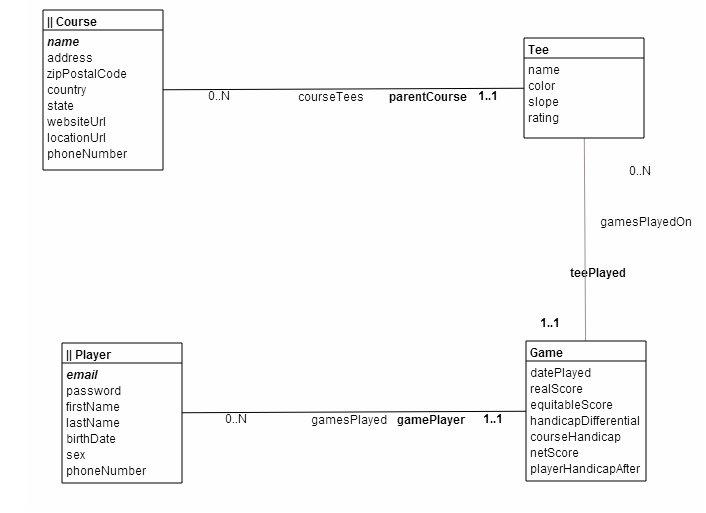 || Course
name
address
zipPostalCode
country
state
websiteUrl
locationUrl
phoneNumber
0..N courseTees parentCourse 1..1
Tee
name
color
slope
rating
0..N
gamesPlayedOn
teePlayed
1..1
|| Player
email
password
firstName
lastName
birthDate
sex
phoneNumber
0..N gamesPlayed gamePlayer 1..1
Game
datePlayed
realScore
equitableScore
handicapDifferential
courseHandicap
netScore
playerHandicapAfter